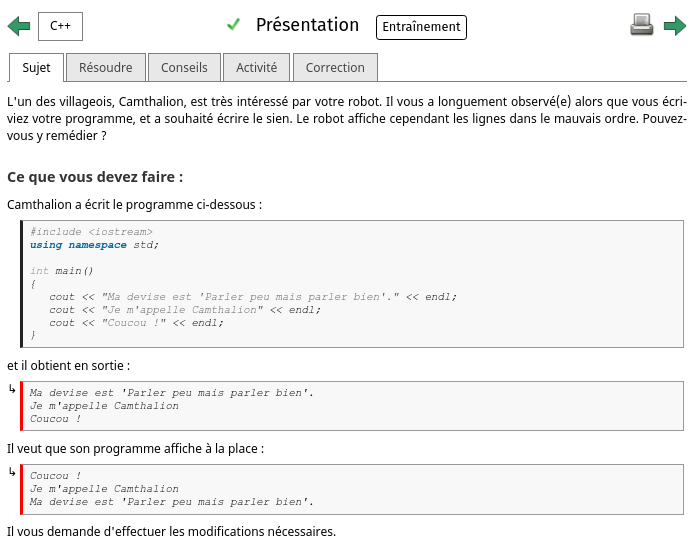 C++
Présentation
Entraînement
Sujet
Résoudre
Conseils
Activité
Correction
L'un des villageois, Camthalion, est très intéressé par votre robot. Il vous a longuement observé(e) alors que vous écri-
viez votre programme, et a souhaité écrire le sien. Le robot affiche cependant les lignes dans le mauvais ordre. Pouvez-
vous y remédier ?
Ce que vous devez faire :
Camthalion a écrit le programme ci-dessous :
#include <iostream>
using namespace std;
int main()
{
   cout << "Ma devise est 'Parler peu mais parler bien'." << endl;
   cout << "Je m'appelle Camthalion" << endl;
   cout << "Coucou !" << endl;
}
et il obtient en sortie :
↳
Ma devise est 'Parler peu mais parler bien'.
Je m'appelle Camthalion
Coucou !
Il veut que son programme affiche à la place :
↳
Coucou !
Je m'appelle Camthalion
Ma devise est 'Parler peu mais parler bien'.
Il vous demande d'effectuer les modifications nécessaires.